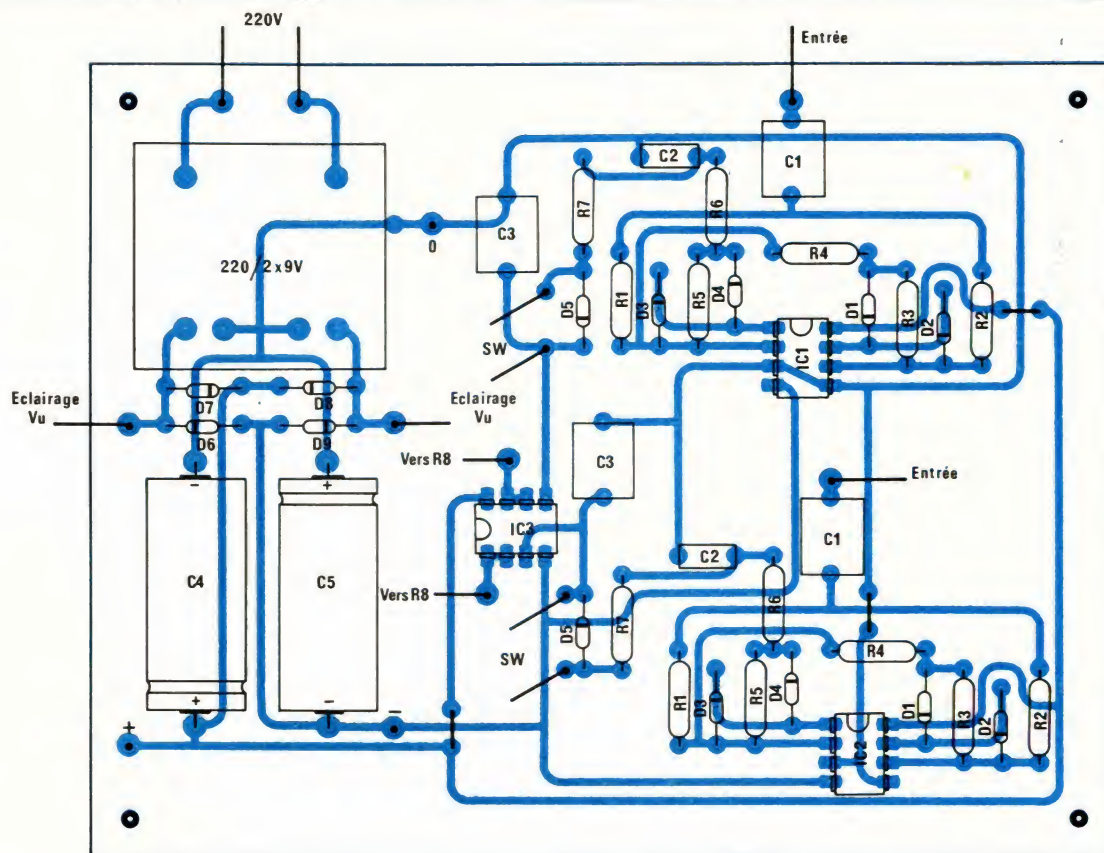 220V
Entrée
C2
C1
R7
R6
C3
0
220/2x9V
R4
R1
D3
R5
D4
D5
D1
R3
D2
R2
SW
IC1
Eclairage
Vu
D7
D8
D6
D9
Eclairage
Vu
Vers R8
C3
Entrée
IC3
C1
C4
C5
C2
Vers R8
R6
D5
R7
SW
R4
R1
D3
R5
D4
D1
R3
D2
R2
IC2
-
+
+
-
-
+